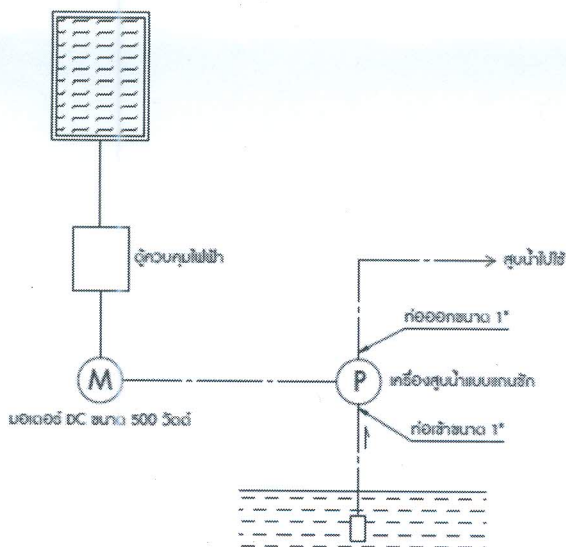 ตู้ควบคุมไฟฟ้า
สูบน้ำไปใช้
ท่อออกขนาด 1"
M
P
เครื่องสูบน้ำแบบแกนชัก
มอเตอร์ DC ขนาด 500 วัตต์
ท่อเข้าขนาด 1"